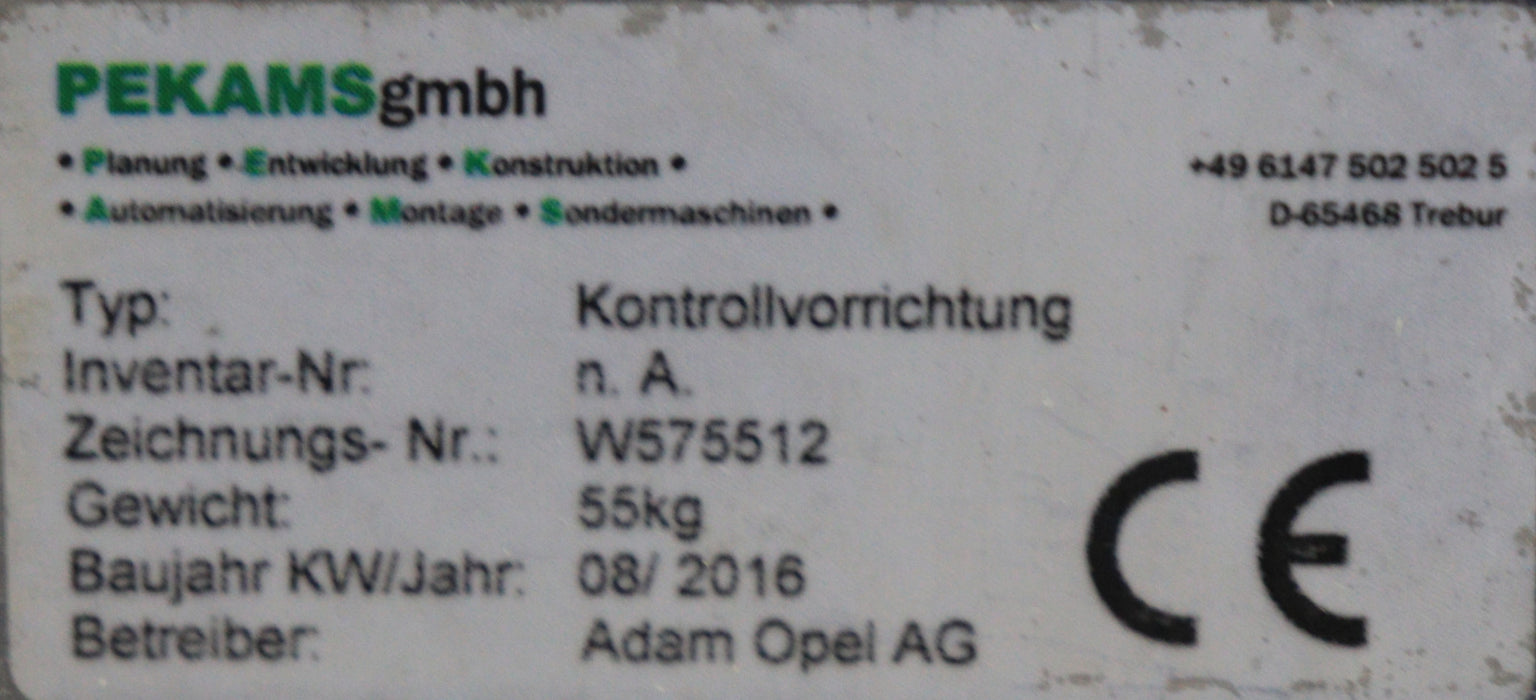 PEKAMSgmbh
• Planung • Entwicklung • Konstruktion •
+49 6147 502 502 5
• Automatisierung • Montage • Sondermaschinen •
D-65468 Trebur
Typ: Kontrollvorrichtung
Inventar-Nr: n. A.
Zeichnungs- Nr.: W575512
Gewicht: 55kg
Baujahr KW/Jahr: 08/ 2016
Betreiber: Adam Opel AG
CE